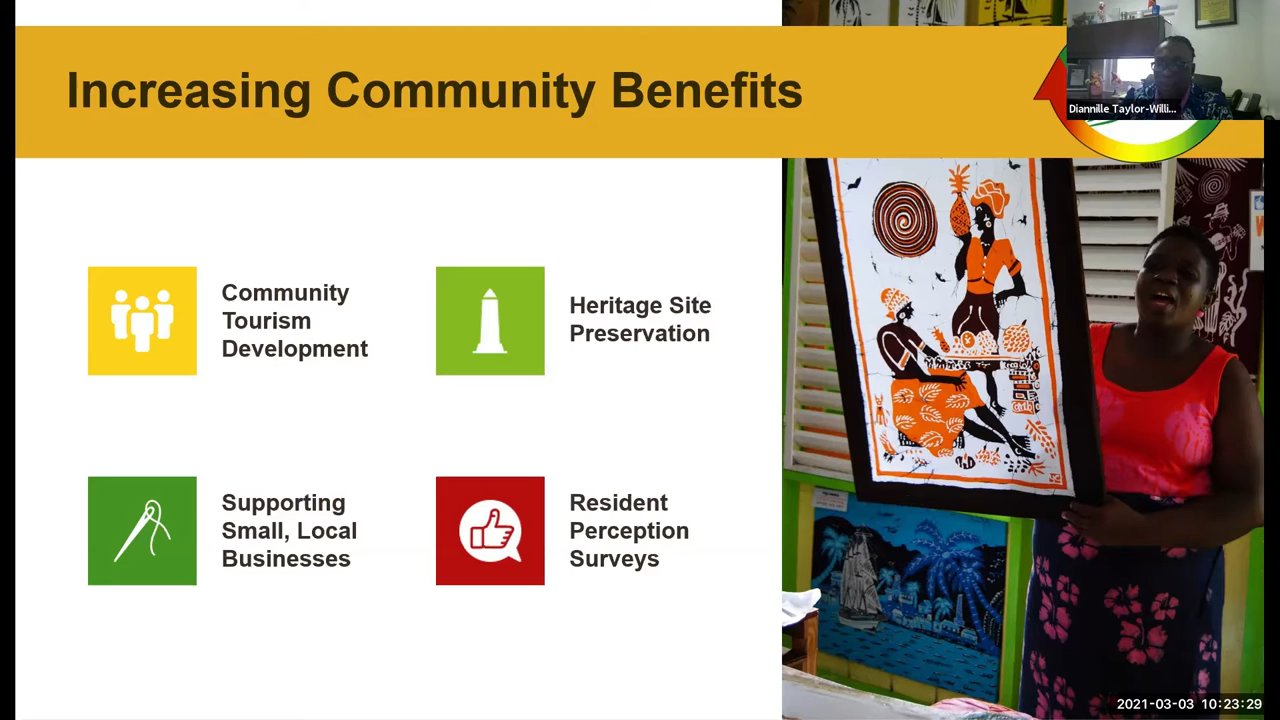 Increasing Community Benefits
Diannille Taylor-Willi...
Community
Tourism
Development
Heritage Site
Preservation
Supporting
Small, Local
Businesses
Resident
Perception
Surveys
2021-03-03 10:23:29